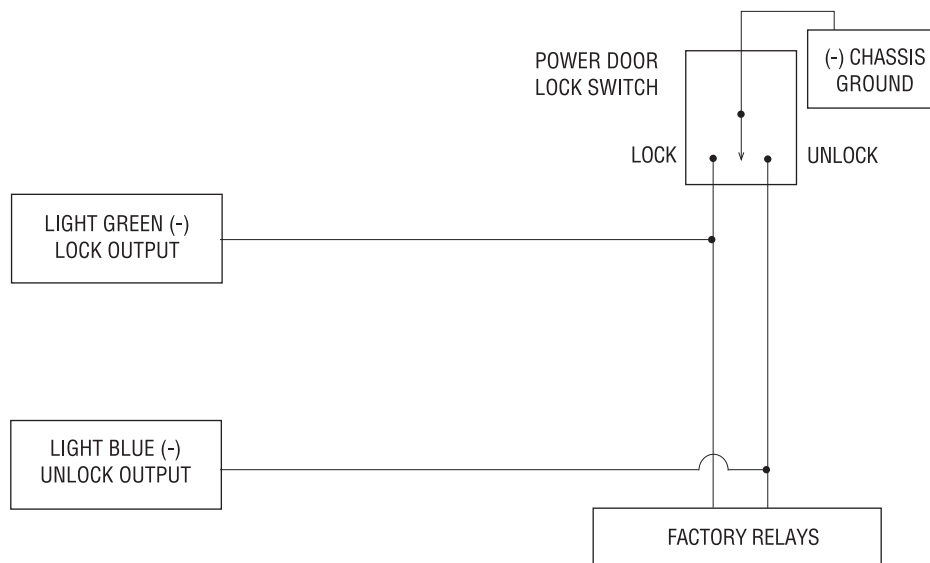 POWER DOOR
LOCK SWITCH
(-) CHASSIS
GROUND
LOCK
UNLOCK
LIGHT GREEN (-)
LOCK OUTPUT
LIGHT BLUE (-)
UNLOCK OUTPUT
FACTORY RELAYS